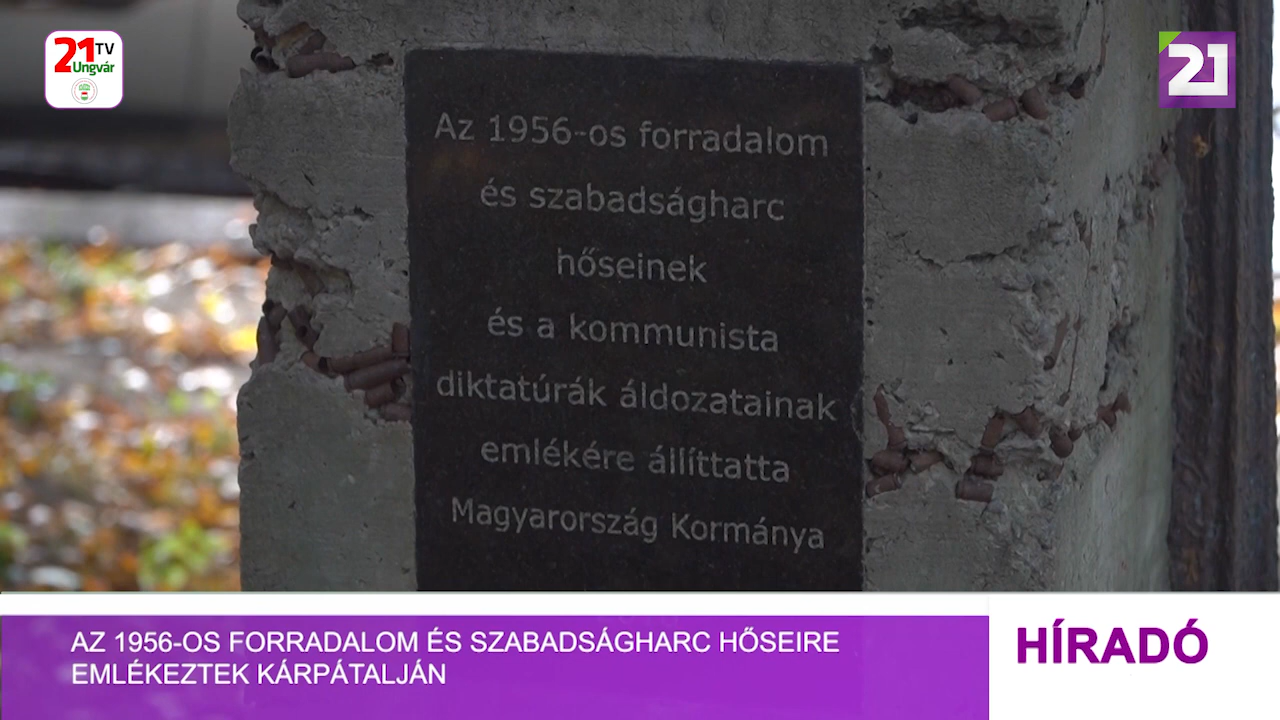 21 TV
Ungvár
21
Az 1956-os forradalom
és szabadságharc
hőseinek
és a kommunista
diktatúrák áldozatainak
emlékére állíttatta
Magyarország Kormánya
AZ 1956-OS FORRADALOM ÉS SZABADSÁGHARC HŐSEIRE
EMLÉKEZTEK KÁRPÁTALJÁN
HÍRADÓ